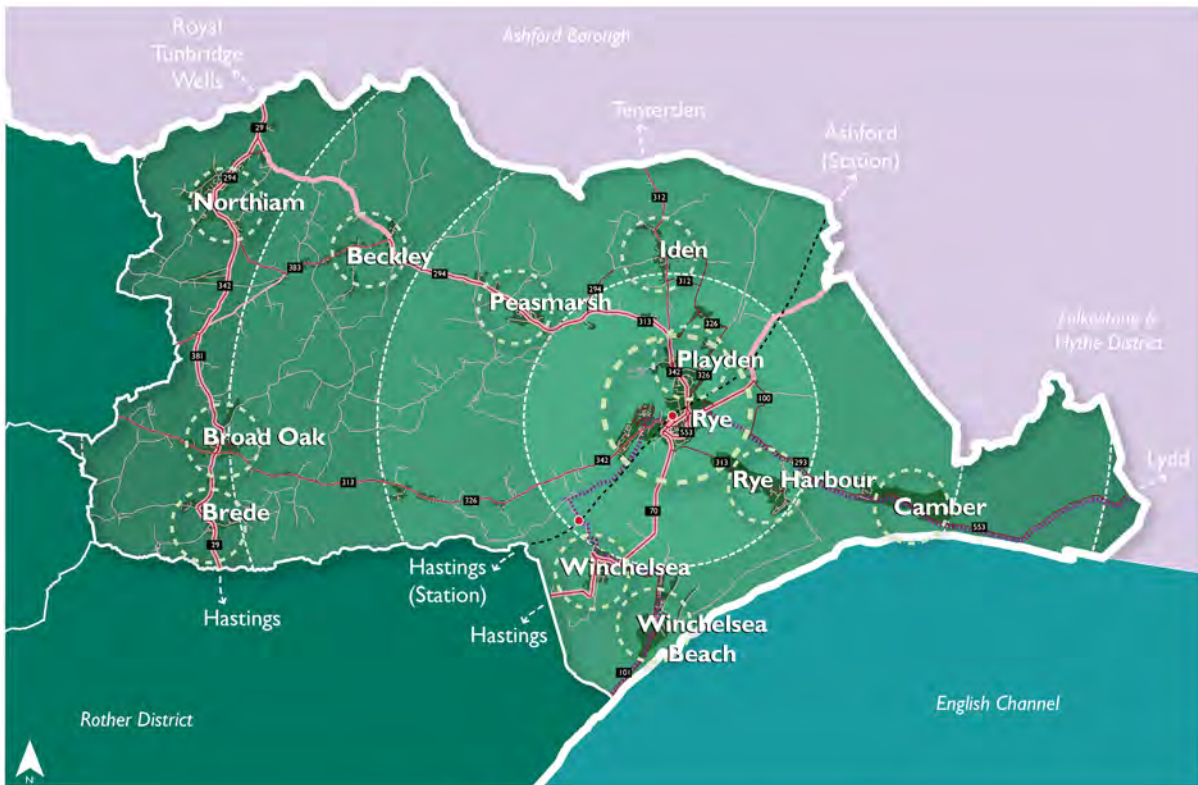 Royal
Tunbridge
Wells
Ashford Borough
Tenterden
Ashford
(Station)
29
294
Northiam
312
Iden
Beckley
383
294
312
342
Peasmarsh
294
313
326
Folkestone &
Hythe District
381
Playden
342
326
100
Rye
553
Broad Oak
342
313
293
Lydd
313
326
Rye Harbour
Camber
553
Brede
70
29
Hastings
(Station)
Winchelsea
Hastings
Hastings
Winchelsea
Beach
101
Rother District
English Channel
N